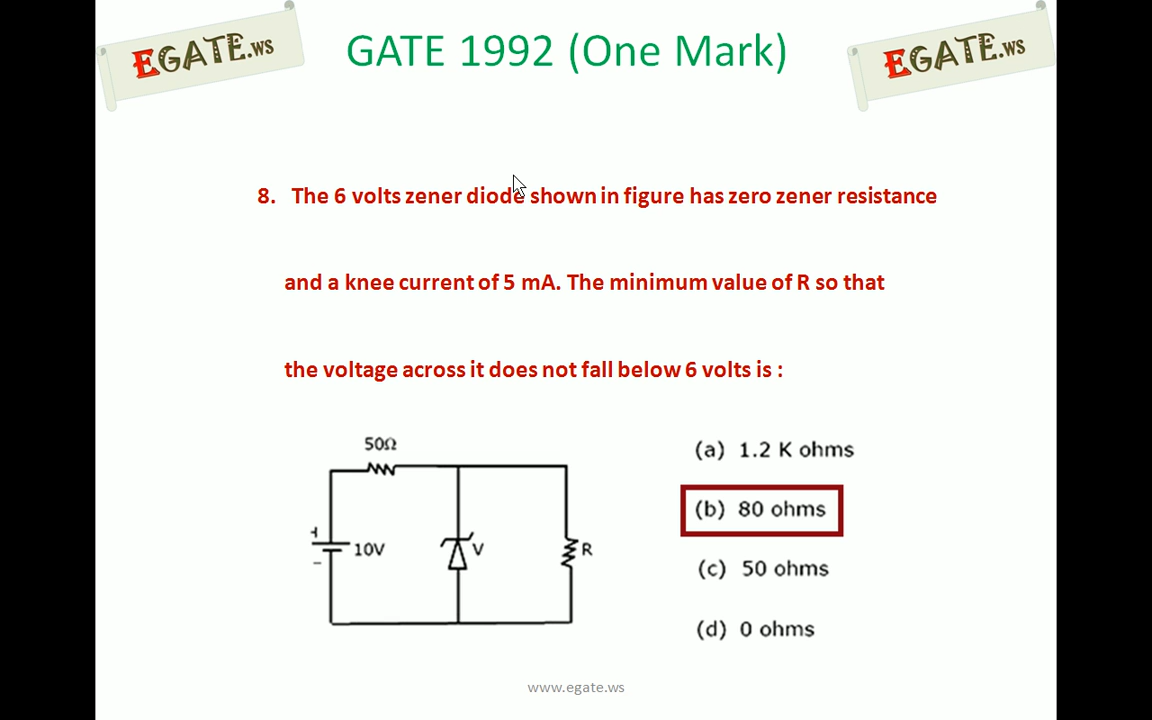 EGATE.ws
GATE 1992 (One Mark)
EGATE.ws
8. The 6 volts zener diode shown in figure has zero zener resistance
and a knee current of 5 mA. The minimum value of R so that
the voltage across it does not fall below 6 volts is :
50Ω
+
10V
-
V
R
(a) 1.2 K ohms
(b) 80 ohms
(c) 50 ohms
(d) 0 ohms
www.egate.ws